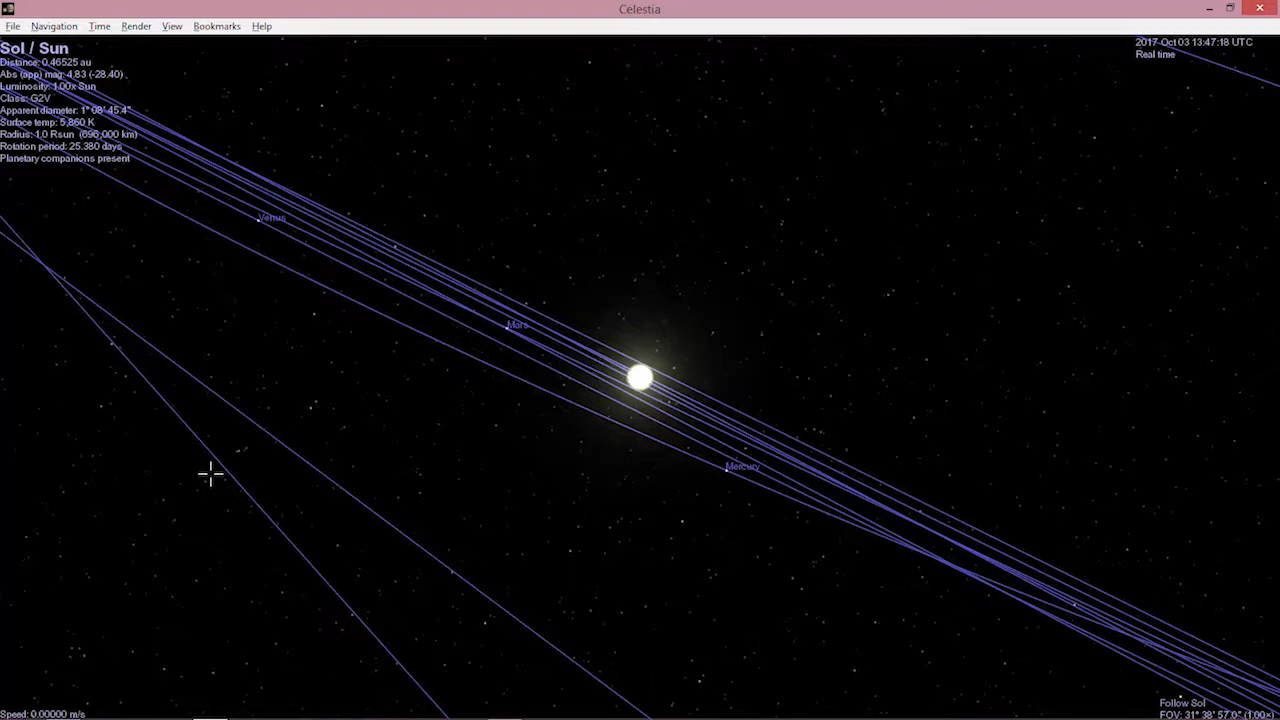 Celestia
File Navigation Time Render View Bookmarks Help
Sol / Sun
Distance: 0.46525 au
Abs (app) mag: 4.83 (-28.40)
Luminosity: 1.00x Sun
Class: G2V
Apparent diameter: 1° 08' 45.4"
Surface temp: 5,860 K
Radius: 1.0 Rsun (696,000 km)
Rotation period: 25.380 days
Planetary companions present
2017 Oct 03 13:47:18 UTC
Real time
Venus
Mars
Mercury
Speed: 0.00000 m/s
Follow Sol
FOV: 31° 38' 57.0" (1.00×)